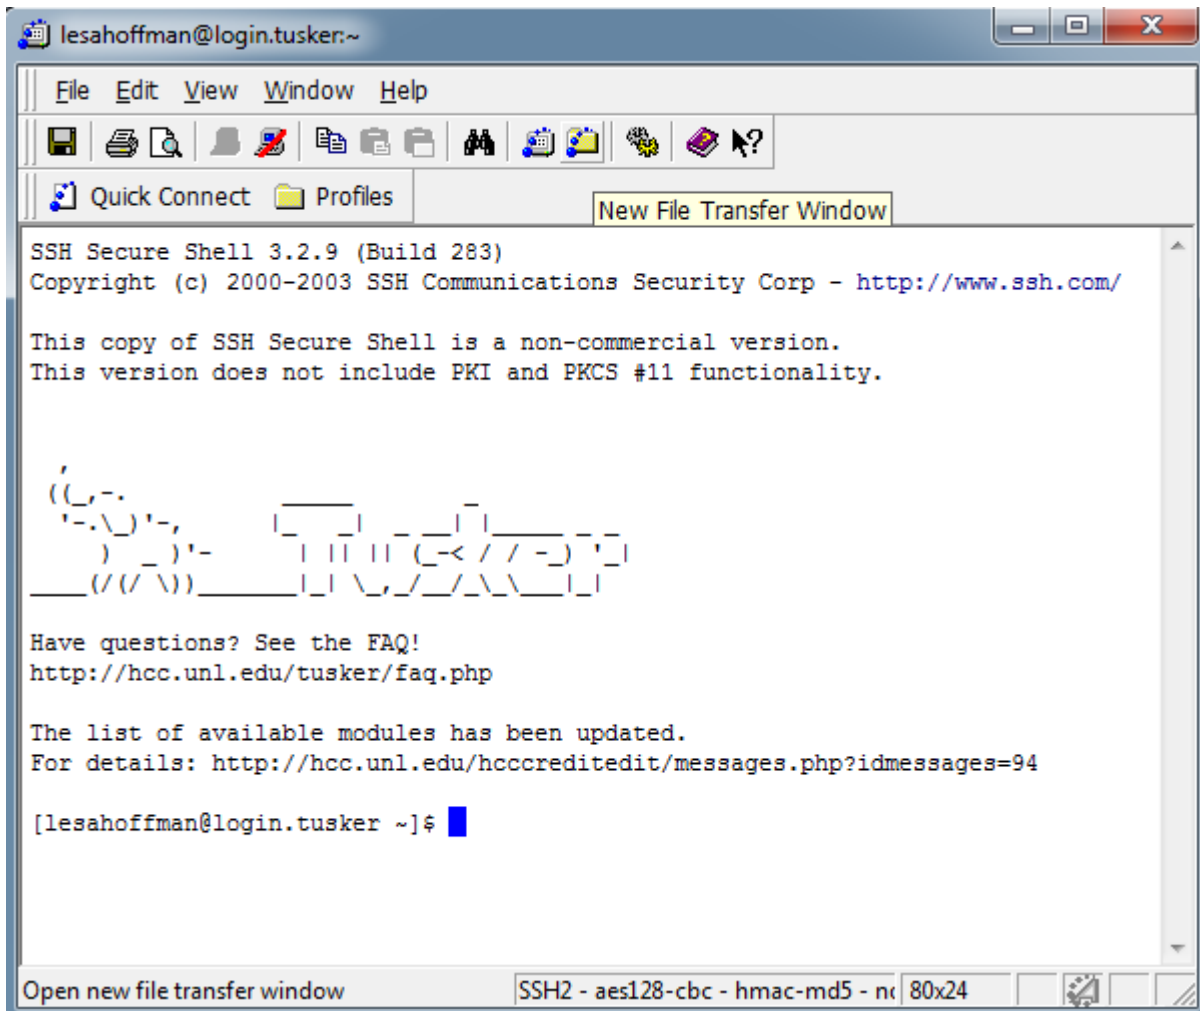 lesahoffman@login.tusker:~
File Edit View Window Help
Quick Connect Profiles
New File Transfer Window
SSH Secure Shell 3.2.9 (Build 283)
Copyright (c) 2000-2003 SSH Communications Security Corp - http://www.ssh.com/
This copy of SSH Secure Shell is a non-commercial version.
This version does not include PKI and PKCS #11 functionality.
Tusker
Have questions? See the FAQ!
http://hcc.unl.edu/tusker/faq.php
The list of available modules has been updated.
For details: http://hcc.unl.edu/hcccreditedit/messages.php?idmessages=94
[lesahoffman@login.tusker ~]$
Open new file transfer window SSH2 - aes128-cbc - hmac-md5 - 80x24